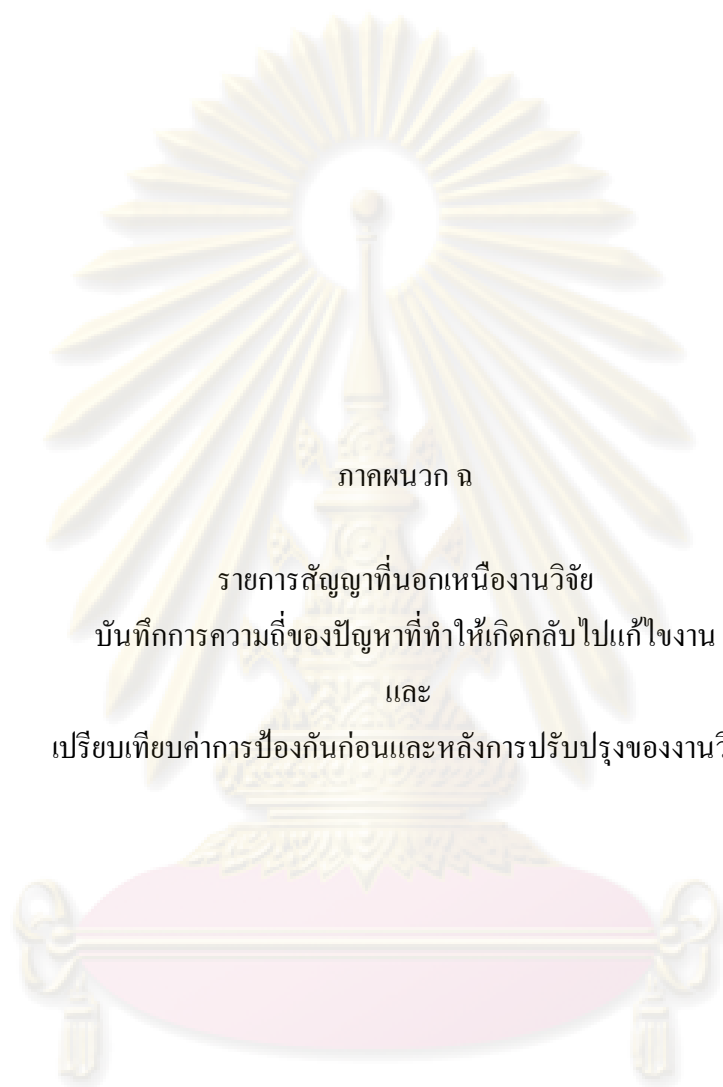 ภาคผนวก ฉ
รายการสัญญาที่นอกเหนืองานวิจัย
บันทึกการความถี่ของปัญหาที่ทำให้เกิดกลับไปแก้ไขงาน
และ
เปรียบเทียบค่าการป้องกันก่อนและหลังการปรับปรุงของงาน